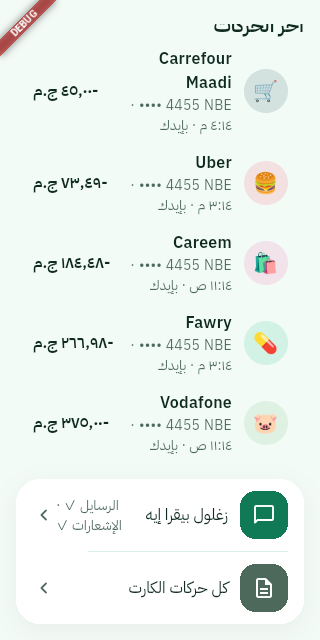 DEBUG
آخر الحركات
Carrefour
Maadi
4455 NBE •••• ·
٤:١٤ م · بإيدك
-٤٥,٠٠ ج.م
Uber
4455 NBE •••• ·
٣:١٤ م · بإيدك
-٧٣,٤٩ ج.م
Careem
4455 NBE •••• ·
١١:١٤ ص · بإيدك
-١٨٤,٤٨ ج.م
Fawry
4455 NBE •••• ·
٣:١٤ م · بإيدك
-٢٦٦,٩٨ ج.م
Vodafone
4455 NBE •••• ·
١١:١٤ ص · بإيدك
-٣٧٥,٠٠ ج.م
زغلول بيقرا إيه
الرسايل ✓ ·
الإشعارات ✓
كل حركات الكارت